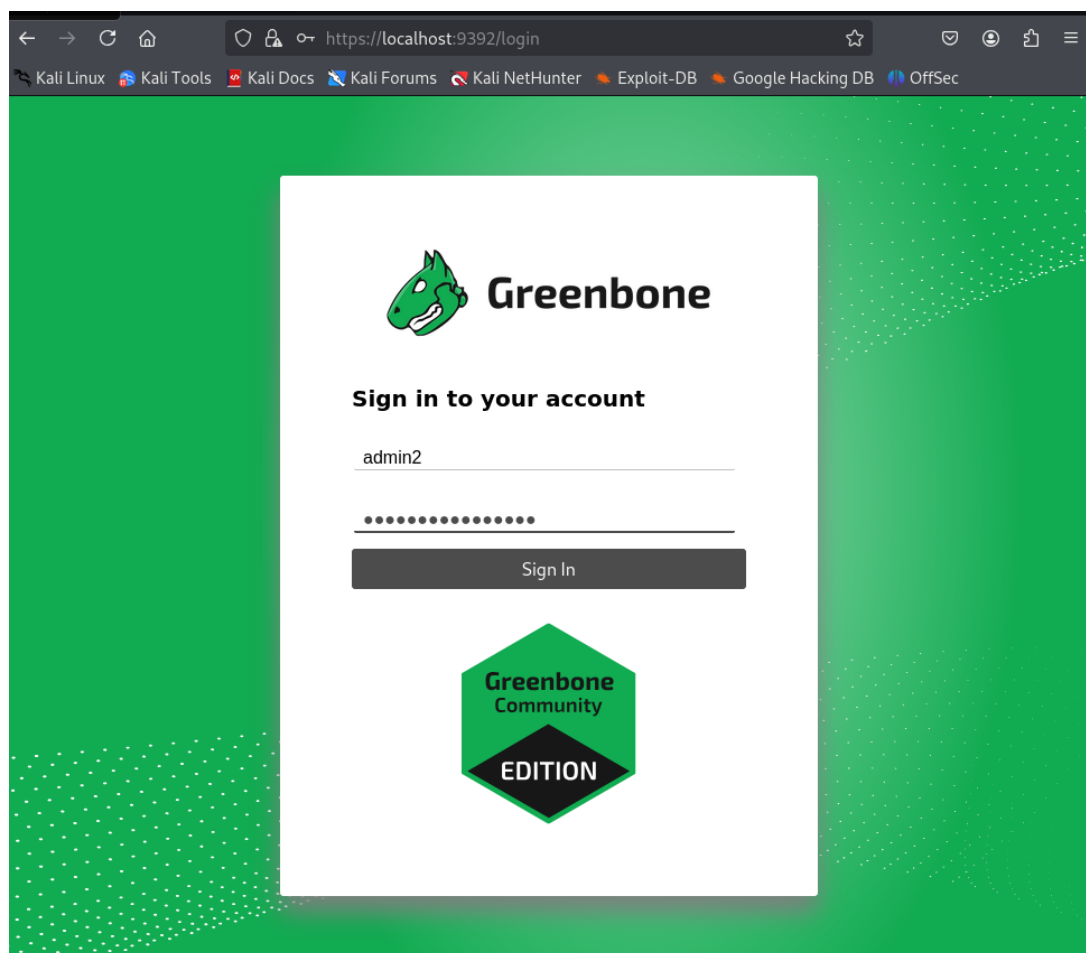 https://localhost:9392/login
Kali Linux Kali Tools Kali Docs Kali Forums Kali NetHunter Exploit-DB Google Hacking DB OffSec
Greenbone
Sign in to your account
admin2
••••••••••••••••
Sign In
Greenbone
Community
EDITION